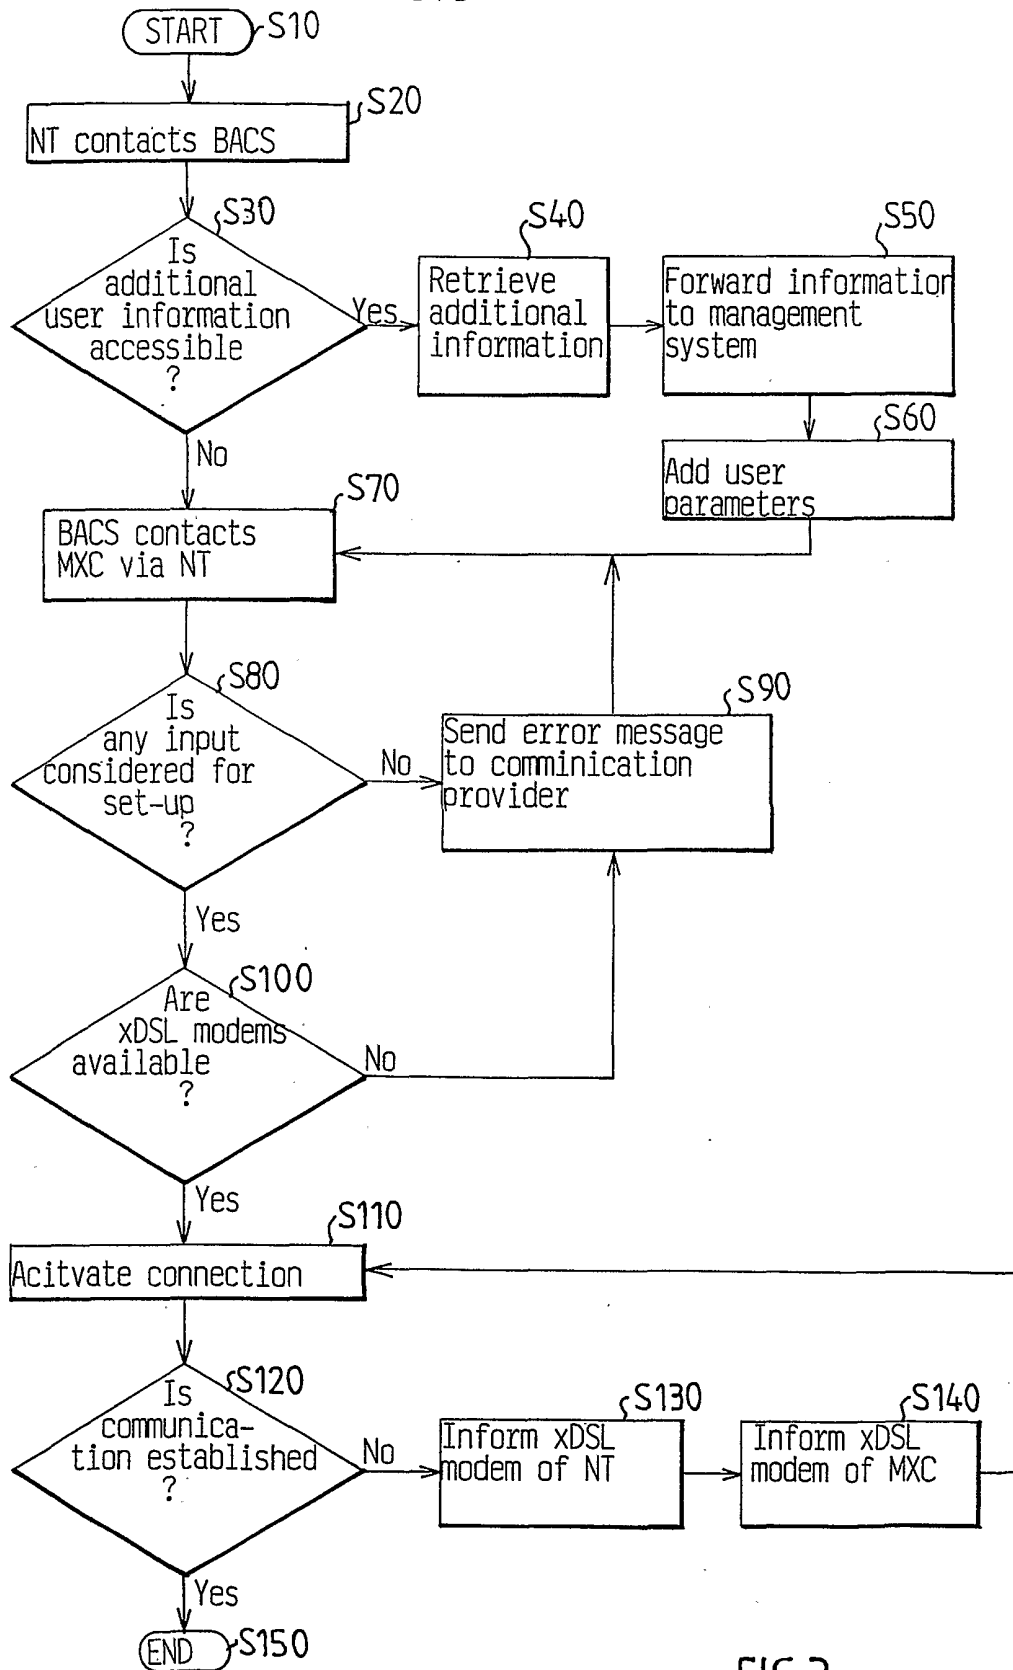 START
S10
NT contacts BACS
S20
S30
Is
additional
user information
accessible
?
Yes
No
S40
Retrieve
additional
information
S50
Forward information
to management
system
S60
Add user
parameters
S70
BACS contacts
MXC via NT
S80
Is
any input
considered for
set-up
?
No
Yes
S90
Send error message
to comminication
provider
S100
Are
xDSL modems
available
?
No
Yes
S110
Acitvate connection
S120
Is
communica-
tion established
?
No
Yes
S130
Inform xDSL
modem of NT
S140
Inform xDSL
modem of MXC
END
S150